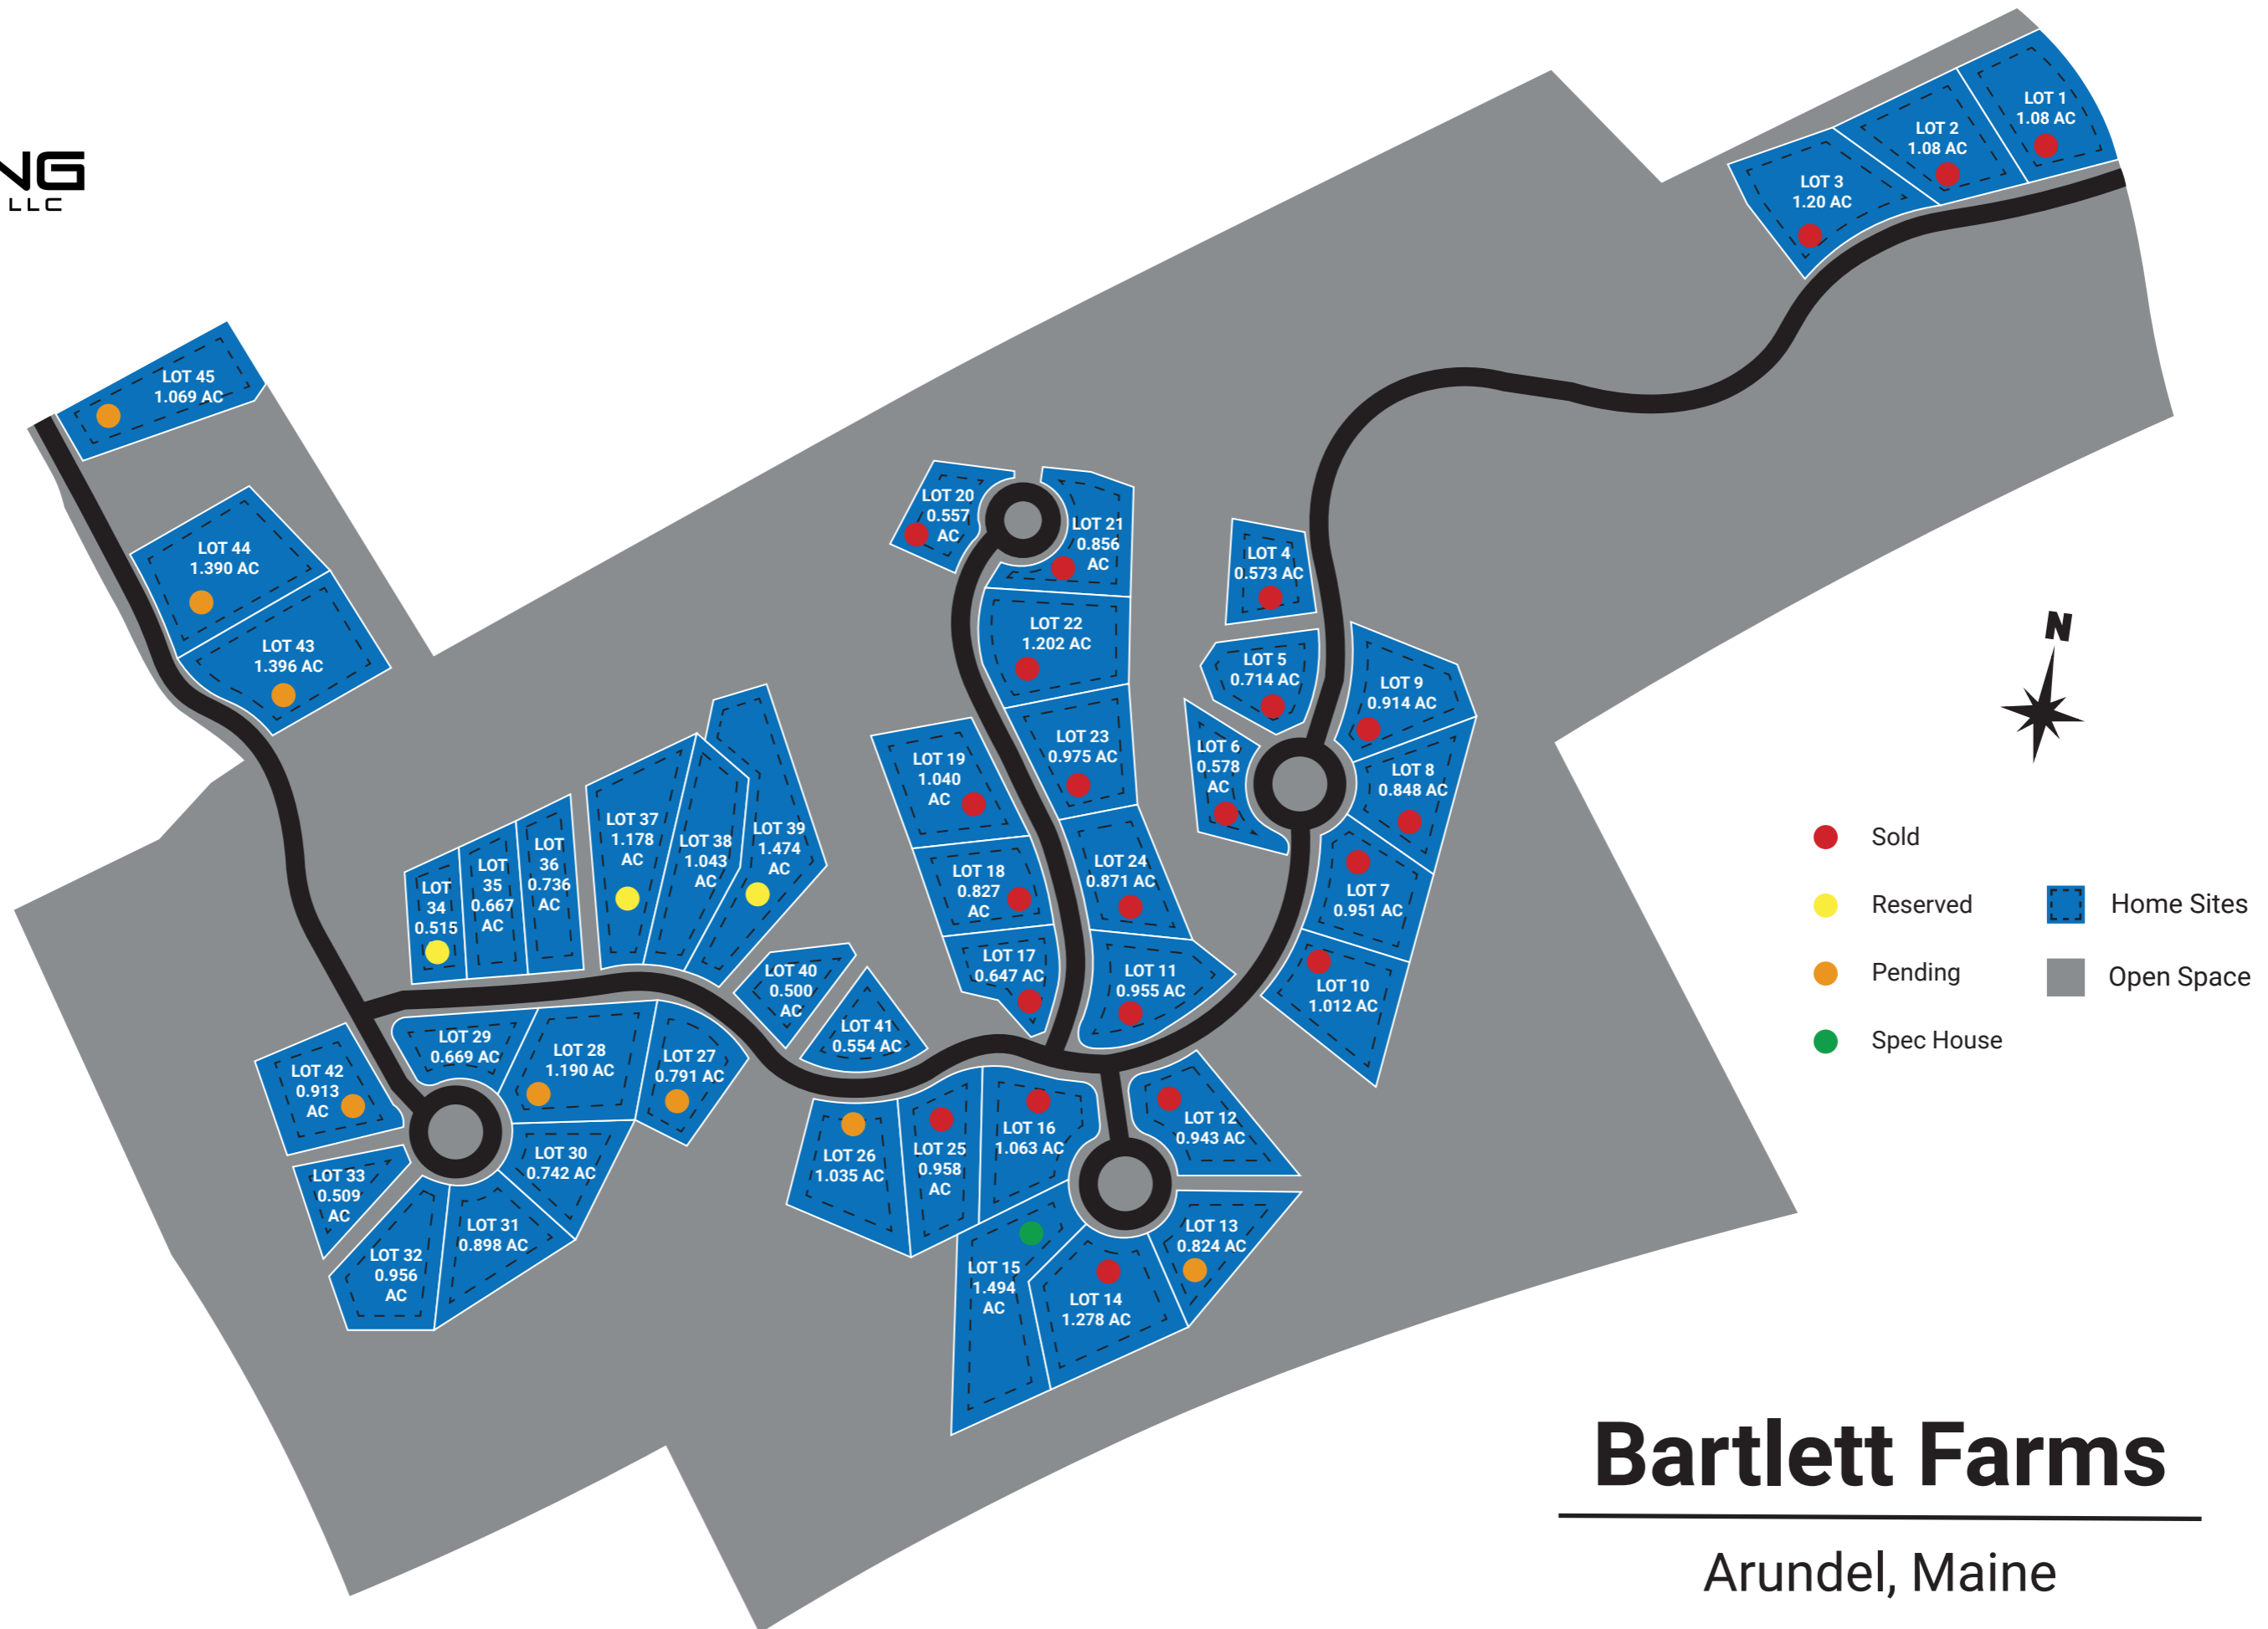 NG
LLC
LOT 1
1.08 AC
LOT 2
1.08 AC
LOT 3
1.20 AC
LOT 45
1.069 AC
LOT 44
1.390 AC
LOT 43
1.396 AC
LOT 20
0.557
AC
LOT 21
0.856
AC
LOT 4
0.573 AC
LOT 22
1.202 AC
LOT 5
0.714 AC
LOT 9
0.914 AC
LOT 23
0.975 AC
LOT 6
0.578
AC
LOT 8
0.848 AC
LOT 19
1.040
AC
LOT 37
1.178
AC
LOT 38
1.043
AC
LOT 39
1.474
AC
LOT
36
0.736
AC
LOT
35
0.667
AC
LOT
34
0.515
LOT 18
0.827
AC
LOT 24
0.871 AC
LOT 7
0.951 AC
LOT 17
0.647 AC
LOT 11
0.955 AC
LOT 10
1.012 AC
LOT 40
0.500
AC
LOT 41
0.554 AC
LOT 29
0.669 AC
LOT 28
1.190 AC
LOT 27
0.791 AC
LOT 42
0.913
AC
LOT 33
0.509
AC
LOT 30
0.742 AC
LOT 31
0.898 AC
LOT 32
0.956
AC
LOT 26
1.035 AC
LOT 25
0.958
AC
LOT 16
1.063 AC
LOT 12
0.943 AC
LOT 13
0.824 AC
LOT 15
1.494
AC
LOT 14
1.278 AC
N
Sold
Reserved
Pending
Spec House
Home Sites
Open Space
Bartlett Farms
Arundel, Maine